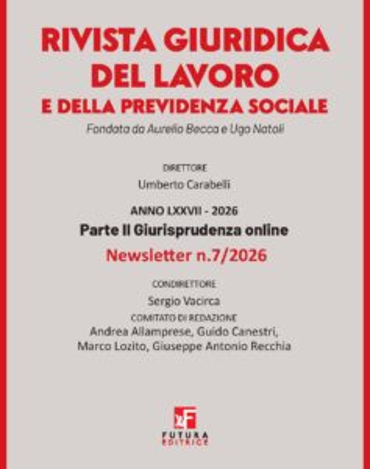 RIVISTA GIURIDICA
DEL LAVORO
E DELLA PREVIDENZA SOCIALE
Fondata da Aurelio Becca e Ugo Natoli
DIRETTORE
Umberto Carabelli
ANNO LXXVII - 2026
Parte II Giurisprudenza online
Newsletter n.7/2026
CONDIRETTORE
Sergio Vacirca
COMITATO DI REDAZIONE
Andrea Allamprese, Guido Canestri,
Marco Lozito, Giuseppe Antonio Recchia
FUTURA
EDITRICE